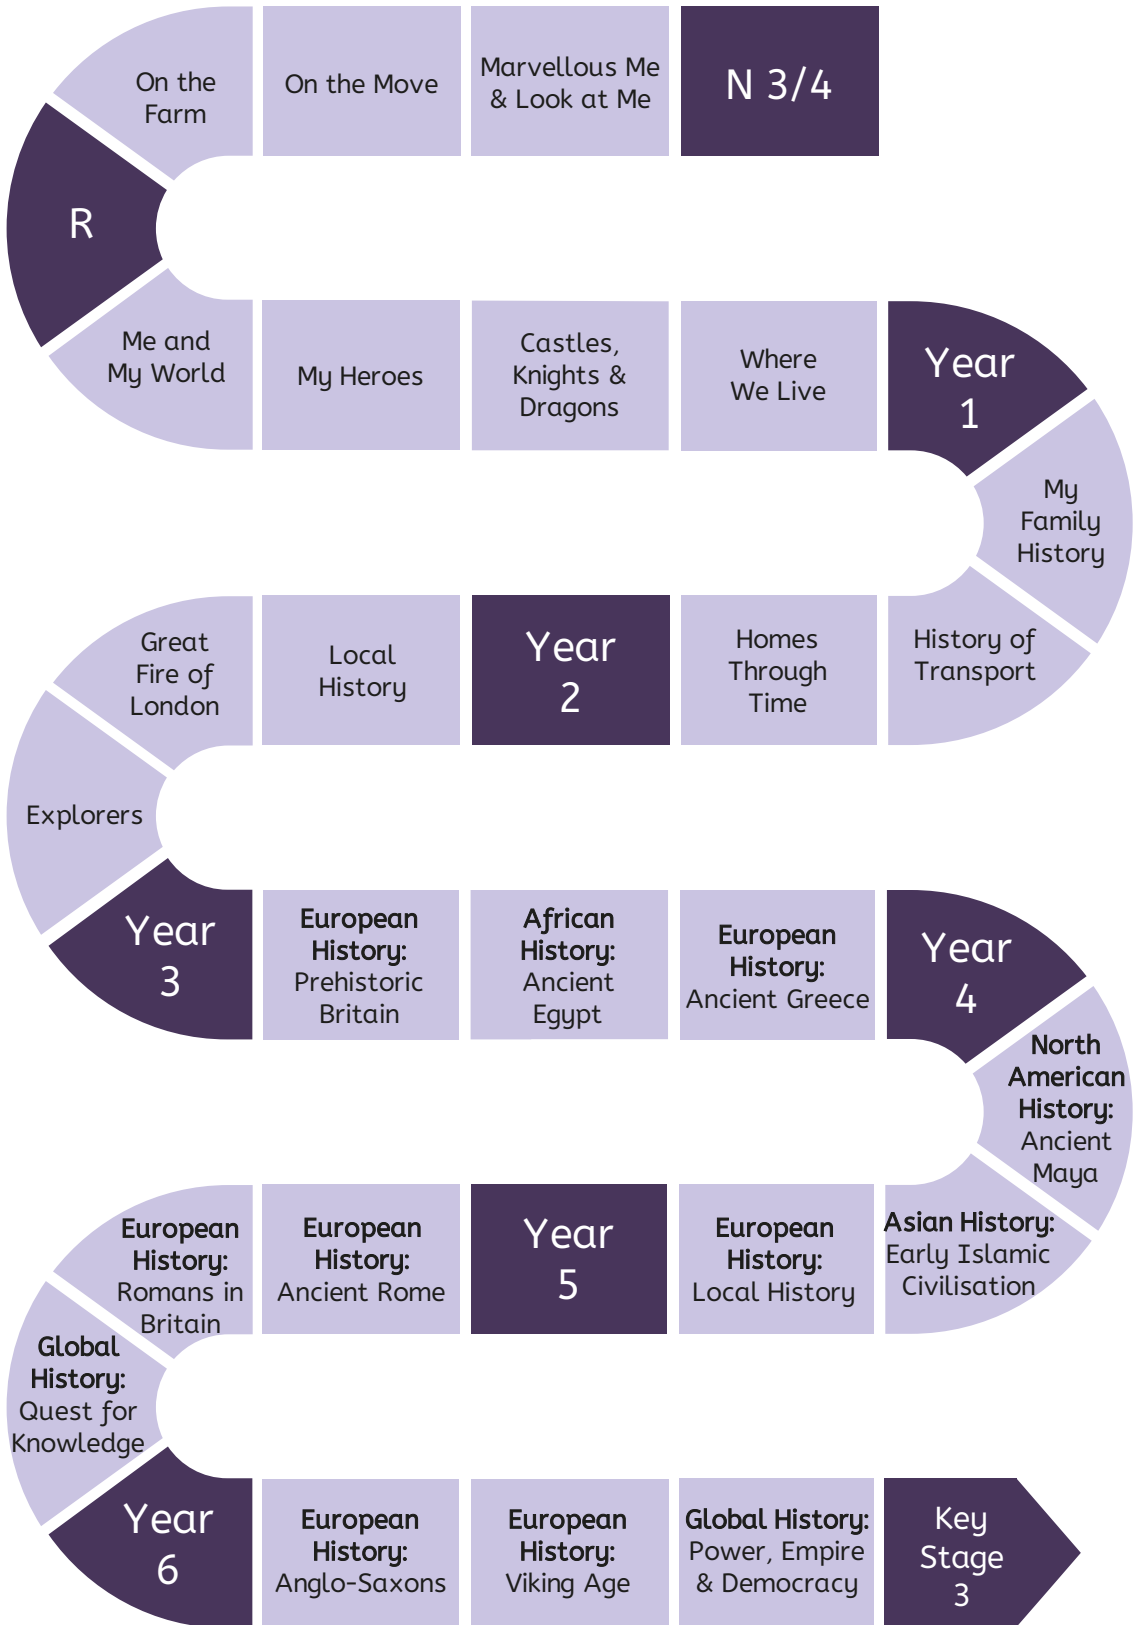 N 3/4
Marvellous Me
& Look at Me
On the Move
On the
Farm
R
Me and
My World
My Heroes
Castles,
Knights &
Dragons
Where
We Live
Year
1
My
Family
History
History of
Transport
Homes
Through
Time
Year
2
Local
History
Great
Fire of
London
Explorers
Year
3
European
History:
Prehistoric
Britain
African
History:
Ancient
Egypt
European
History:
Ancient Greece
Year
4
North
American
History:
Ancient
Maya
Asian History:
Early Islamic
Civilisation
European
History:
Local History
Year
5
European
History:
Ancient Rome
European
History:
Romans in
Britain
Global
History:
Quest for
Knowledge
Year
6
European
History:
Anglo-Saxons
European
History:
Viking Age
Global History:
Power, Empire
& Democracy
Key
Stage
3